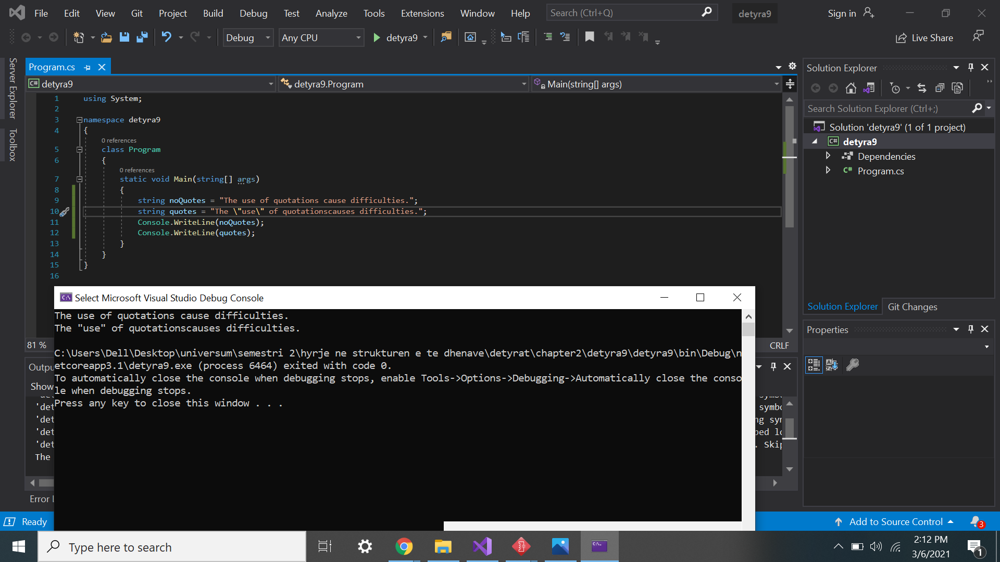 File Edit View Git Project Build Debug Test Analyze Tools Extensions Window Help Search (Ctrl+Q) detyra9 Sign in
Debug Any CPU detyra9 Live Share
Server Explorer
Toolbox
Program.cs
detyra9 detyra9.Program Main(string[] args)
1 using System;
2
3 namespace detyra9
4 {
0 references
5 class Program
6 {
0 references
7 static void Main(string[] args)
8 {
9 string noQuotes = "The use of quotations cause difficulties.";
10 string quotes = "The \"use\" of quotationscauses difficulties.";
11 Console.WriteLine(noQuotes);
12 Console.WriteLine(quotes);
13 }
14 }
15 }
16
81 % CRLF
Solution Explorer
Search Solution Explorer (Ctrl+;)
Solution 'detyra9' (1 of 1 project)
C# detyra9
Dependencies
C# Program.cs
Solution Explorer Git Changes
Properties
Select Microsoft Visual Studio Debug Console
The use of quotations cause difficulties.
The "use" of quotationscauses difficulties.
C:\Users\Dell\Desktop\universum\semestri 2\hyrje ne strukturen e te dhenave\detyrat\chapter2\detyra9\detyra9\bin\Debug\n
etcoreapp3.1\detyra9.exe (process 6464) exited with code 0.
To automatically close the console when debugging stops, enable Tools->Options->Debugging->Automatically close the conso
le when debugging stops.
Press any key to close this window . . .
Outpu
Show
'det symbo
'det ng syn
'det bed lo
'det . Skip
The
Error
Ready Add to Source Control 3
Type here to search 2:12 PM
3/6/2021 1